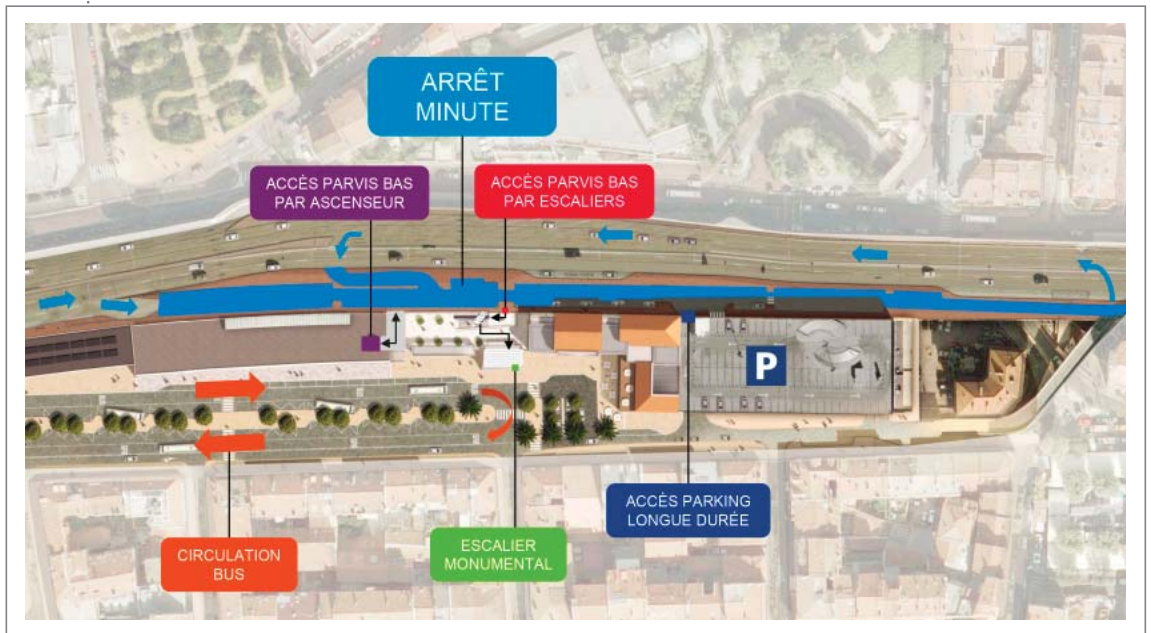 ARRÊT
MINUTE
ACCÈS PARVIS BAS
PAR ASCENSEUR
ACCÈS PARVIS BAS
PAR ESCALIERS
P
ACCÈS PARKING
LONGUE DURÉE
CIRCULATION
BUS
ESCALIER
MONUMENTAL